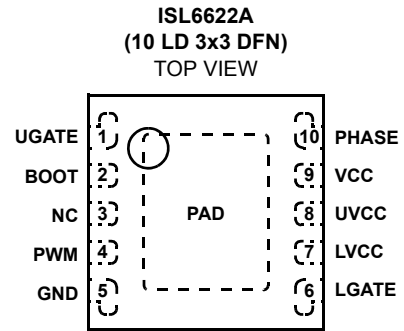 ISL6622A
(10 LD 3x3 DFN)
TOP VIEW
UGATE 1 10 PHASE
BOOT 2 9 VCC
NC 3 PAD 8 UVCC
PWM 4 7 LVCC
GND 5 6 LGATE